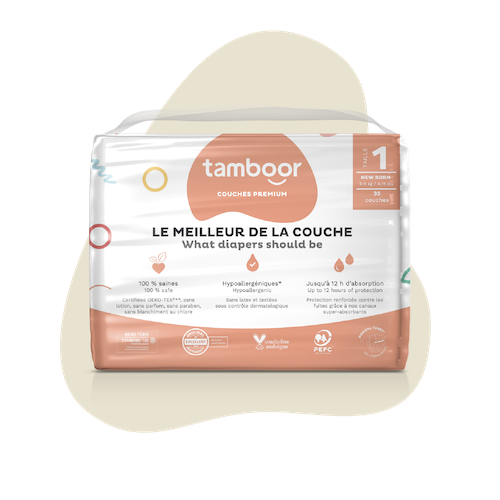 tamboor
COUCHES PREMIUM
TAILLE
1
NEW BORN
35
couches
LE MEILLEUR DE LA COUCHE
What diapers should be
100 % saines
100 % safe
Certifiées OEKO-TEX®**, sans
lotion, sans parfum, sans paraben,
sans blanchiment au chlore
Hypoallergéniques*
Hypoallergenic
Sans latex et testées
sous contrôle dermatologique
Jusqu'à 12 h d'absorption
Up to 12 hours of protection
Protection renforcée contre les
fuites grâce à nos canaux
super-absorbants
EXCELLENT
PEFC